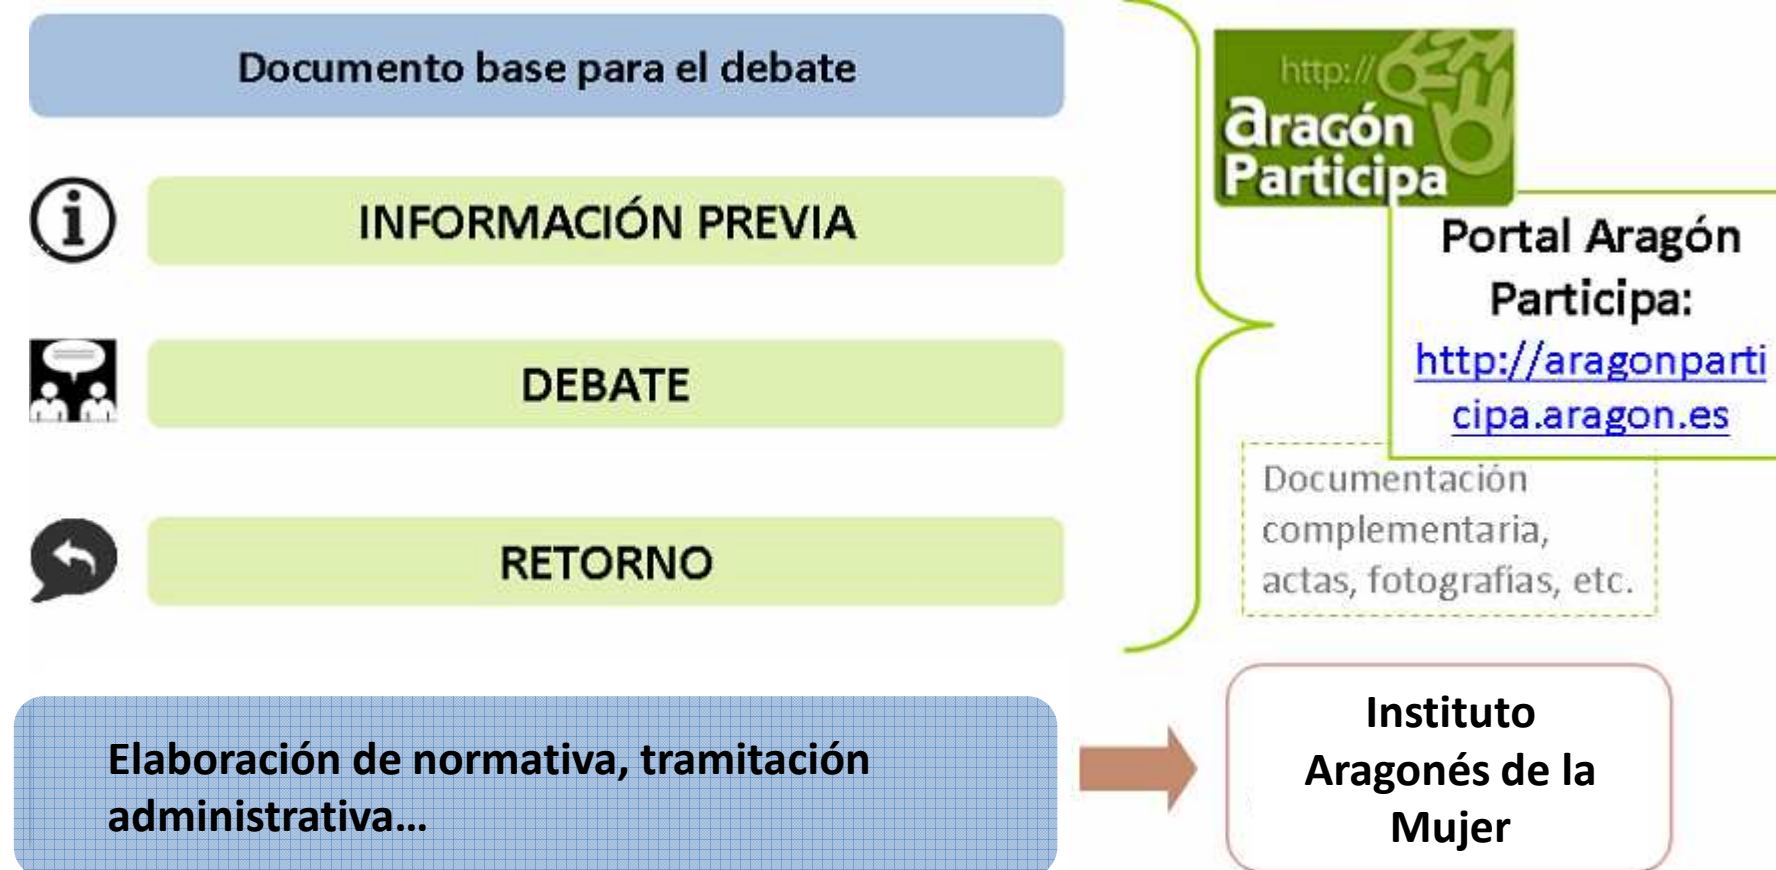 Documento base para el debate
INFORMACIÓN PREVIA
DEBATE
RETORNO
http://
aragón
Participa
Portal Aragón
Participa:
http://aragonparti
cipa.aragon.es
Documentación
complementaria,
actas, fotografías, etc.
Elaboración de normativa, tramitación
administrativa...
Instituto
Aragonés de la
Mujer